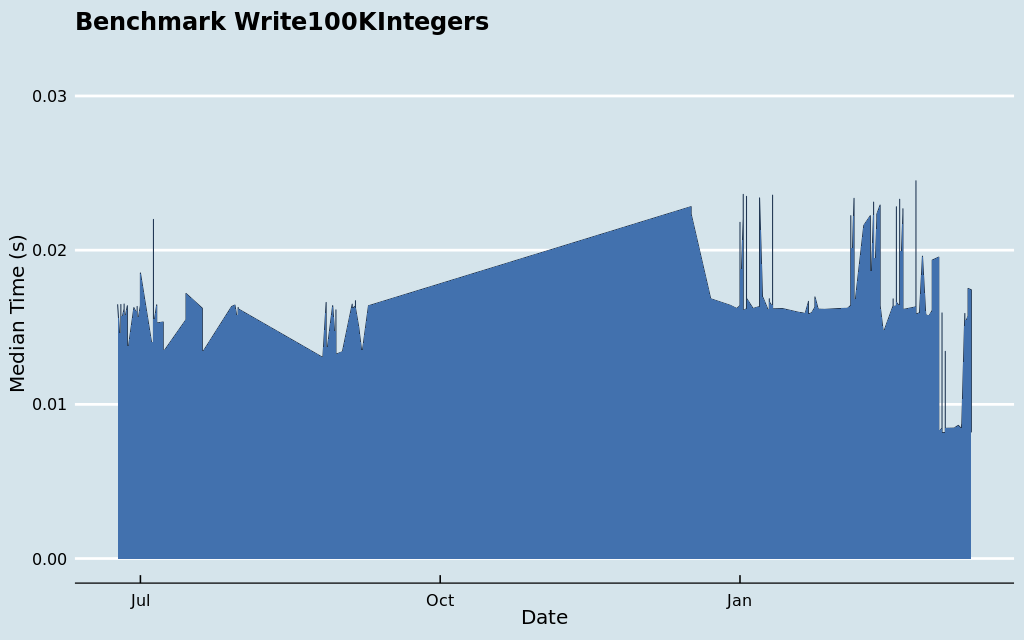 Benchmark Write100KIntegers
0.03
0.02
0.01
0.00
Median Time (s)
Jul
Oct
Jan
Date